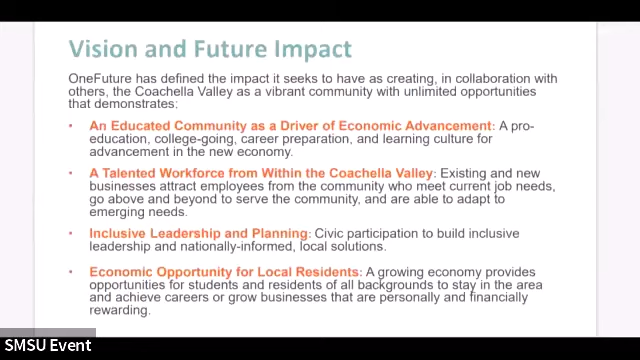 Vision and Future Impact
OneFuture has defined the impact it seeks to have as creating, in collaboration with
others, the Coachella Valley as a vibrant community with unlimited opportunities
that demonstrates:
• An Educated Community as a Driver of Economic Advancement: A pro-
education, college-going, career preparation, and learning culture for
advancement in the new economy.
• A Talented Workforce from Within the Coachella Valley: Existing and new
businesses attract employees from the community who meet current job needs,
go above and beyond to serve the community, and are able to adapt to
emerging needs.
• Inclusive Leadership and Planning: Civic participation to build inclusive
leadership and nationally-informed, local solutions.
• Economic Opportunity for Local Residents: A growing economy provides
opportunities for students and residents of all backgrounds to stay in the area
and achieve careers or grow businesses that are personally and financially
rewarding.
SMSU Event